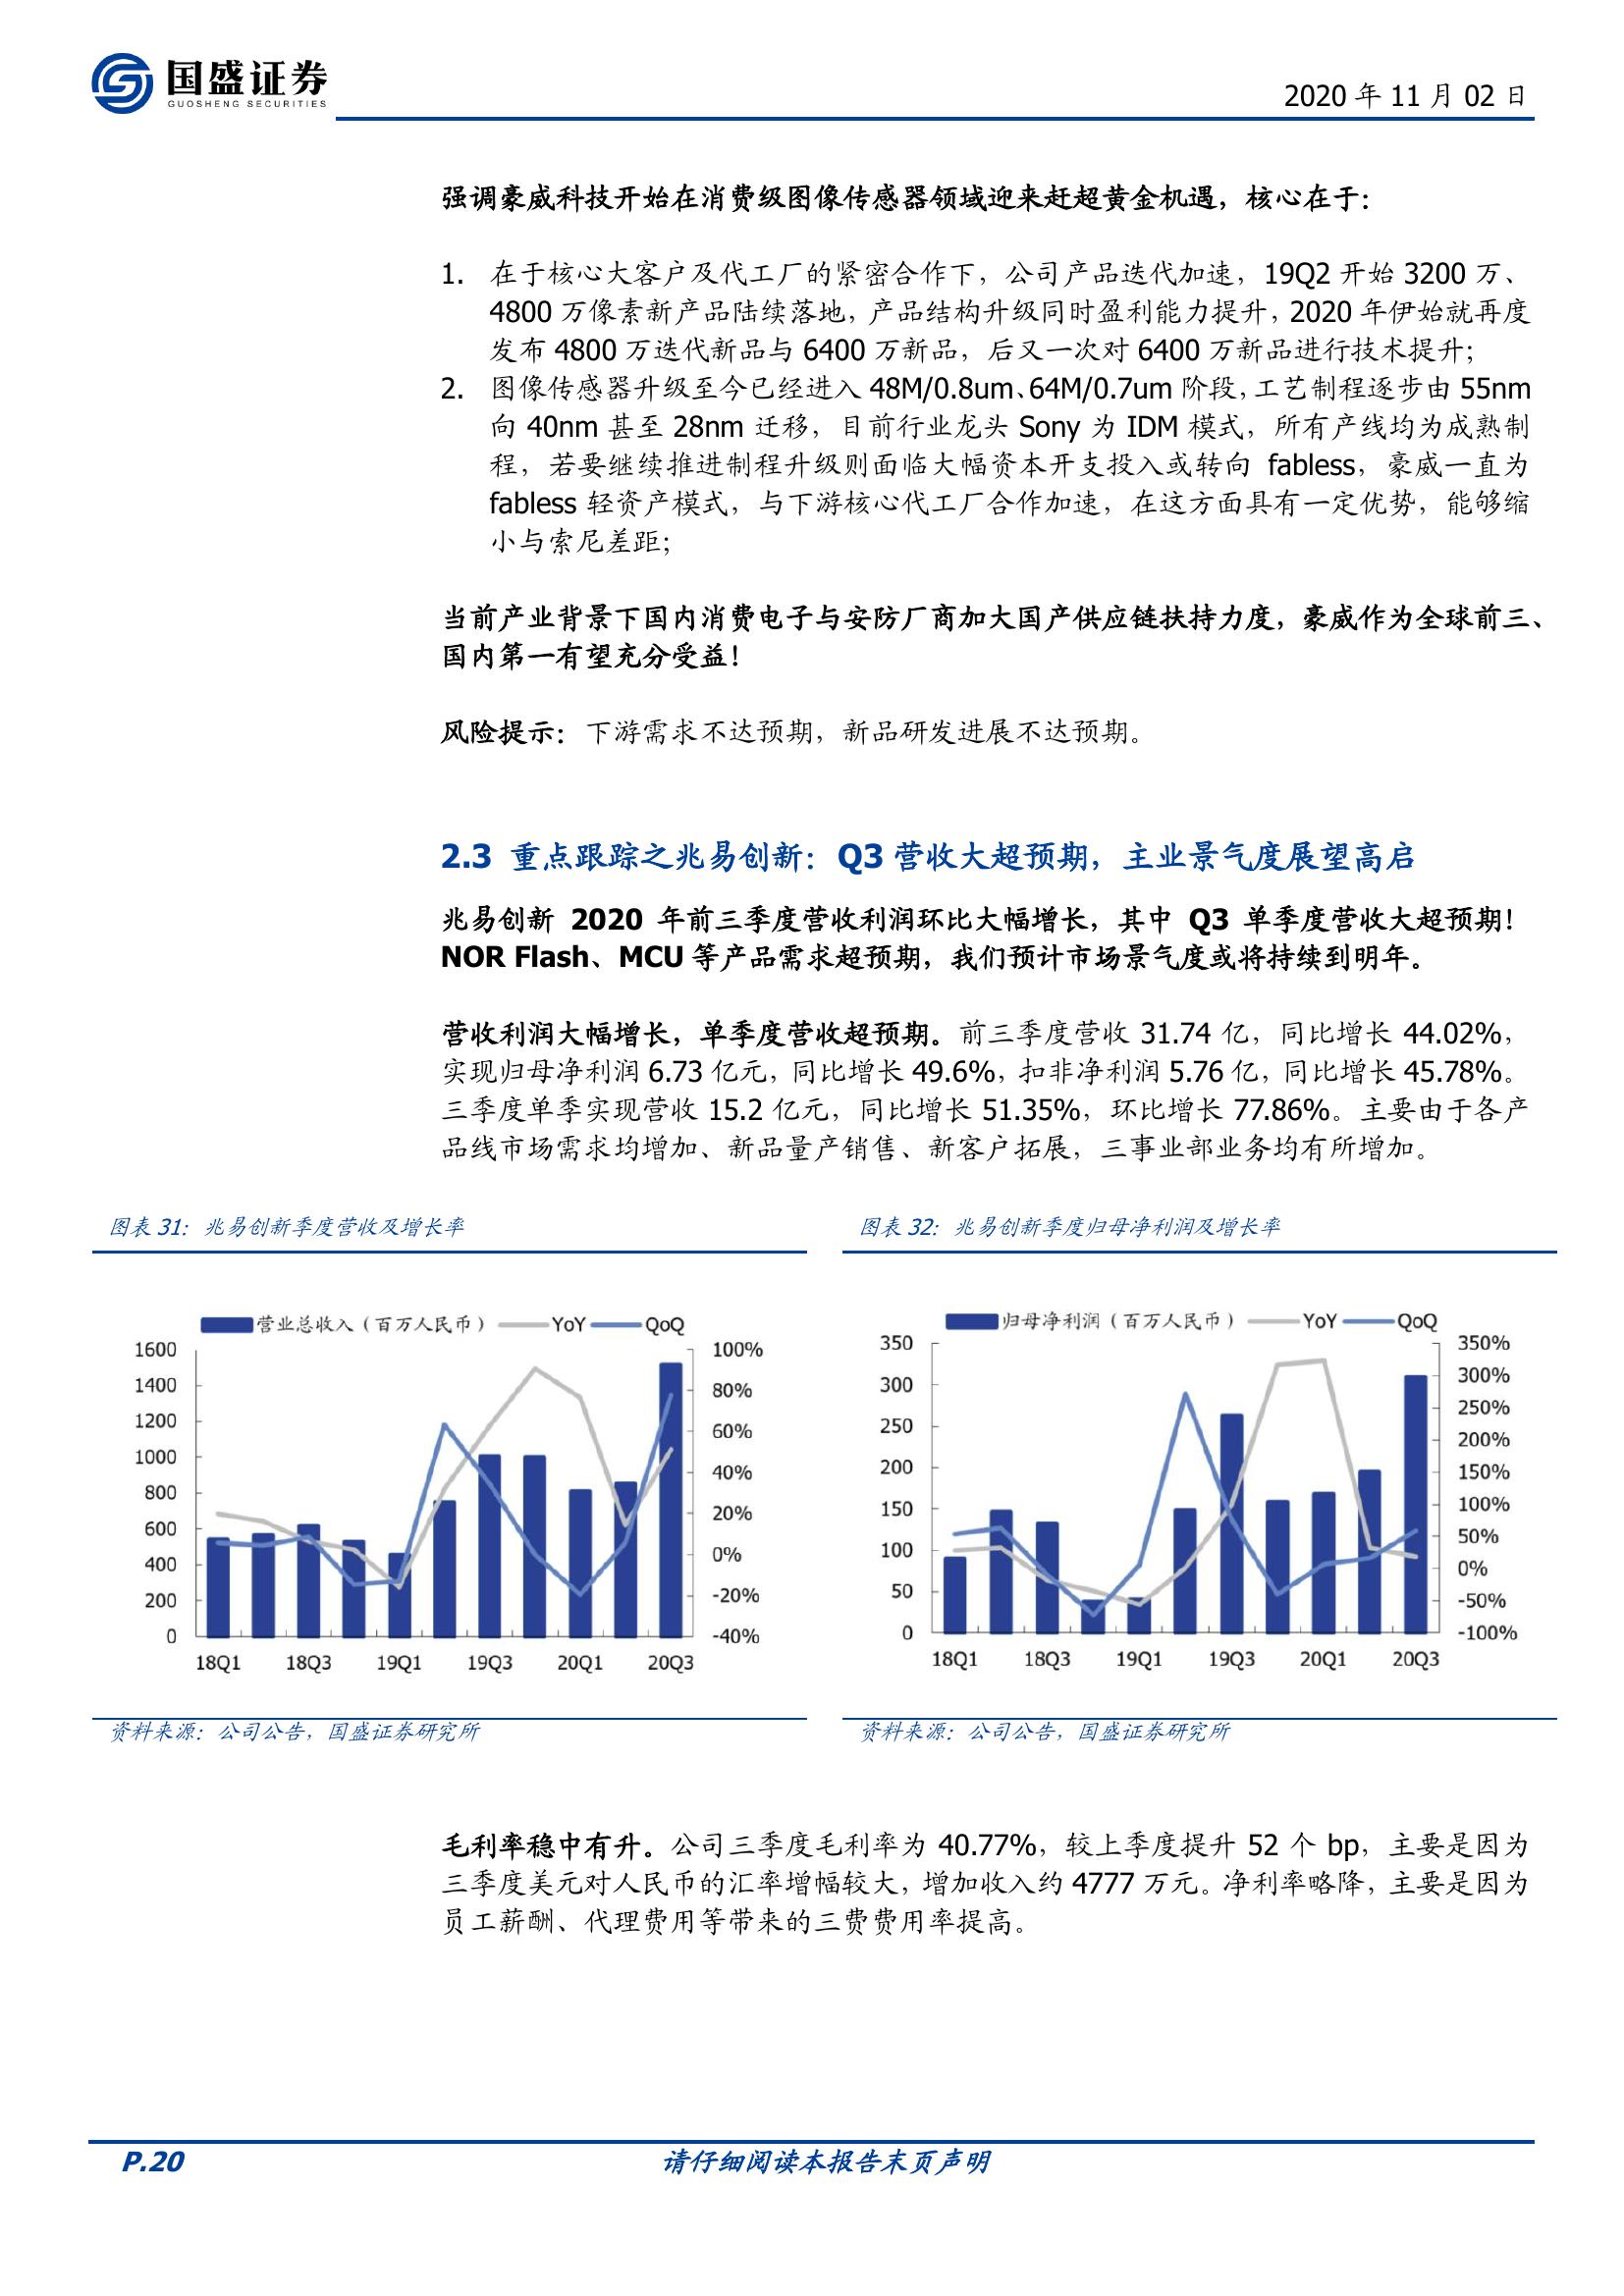 国盛证券
GUOSHENG SECURITIES
2020 年 11 月 02 日
强调豪威科技开始在消费级图像传感器领域迎来赶超黄金机遇，核心在于：
1. 在于核心大客户及代工厂的紧密合作下，公司产品迭代加速，19Q2 开始 3200 万、
4800 万像素新产品陆续落地，产品结构升级同时盈利能力提升，2020 年伊始就再度
发布 4800 万迭代新品与 6400 万新品，后又一次对 6400 万新品进行技术提升；
2. 图像传感器升级至今已经进入 48M/0.8um、64M/0.7um 阶段，工艺制程逐步由 55nm
向 40nm 甚至 28nm 迁移，目前行业龙头 Sony 为 IDM 模式，所有产线均为成熟制
程，若要继续推进制程升级则面临大幅资本开支投入或转向 fabless，豪威一直为
fabless 轻资产模式，与下游核心代工厂合作加速，在这方面具有一定优势，能够缩
小与索尼差距；
当前产业背景下国内消费电子与安防厂商加大国产供应链扶持力度，豪威作为全球前三、
国内第一有望充分受益！
风险提示：下游需求不达预期，新品研发进展不达预期。
2.3 重点跟踪之兆易创新：Q3 营收大超预期，主业景气度展望高启
兆易创新 2020 年前三季度营收利润环比大幅增长，其中 Q3 单季度营收大超预期！
NOR Flash、MCU 等产品需求超预期，我们预计市场景气度或将持续到明年。
营收利润大幅增长，单季度营收超预期。前三季度营收 31.74 亿，同比增长 44.02%，
实现归母净利润 6.73 亿元，同比增长 49.6%，扣非净利润 5.76 亿，同比增长 45.78%。
三季度单季实现营收 15.2 亿元，同比增长 51.35%，环比增长 77.86%。主要由于各产
品线市场需求均增加、新品量产销售、新客户拓展，三事业部业务均有所增加。
图表 31：兆易创新季度营收及增长率
营业总收入（百万人民币） YoY QoQ
1600 100%
1400 80%
1200 60%
1000 40%
800 20%
600 0%
400 -20%
200 -40%
0
18Q1 18Q3 19Q1 19Q3 20Q1 20Q3
资料来源：公司公告，国盛证券研究所
图表 32：兆易创新季度归母净利润及增长率
归母净利润（百万人民币） YoY QoQ
350 350%
300 300%
250 250%
200 200%
150 150%
100 100%
50 50%
0 0%
-50%
-100%
18Q1 18Q3 19Q1 19Q3 20Q1 20Q3
资料来源：公司公告，国盛证券研究所
毛利率稳中有升。公司三季度毛利率为 40.77%，较上季度提升 52 个 bp，主要是因为
三季度美元对人民币的汇率增幅较大，增加收入约 4777 万元。净利率略降，主要是因为
员工薪酬、代理费用等带来的三费费用率提高。
P.20 请仔细阅读本报告末页声明